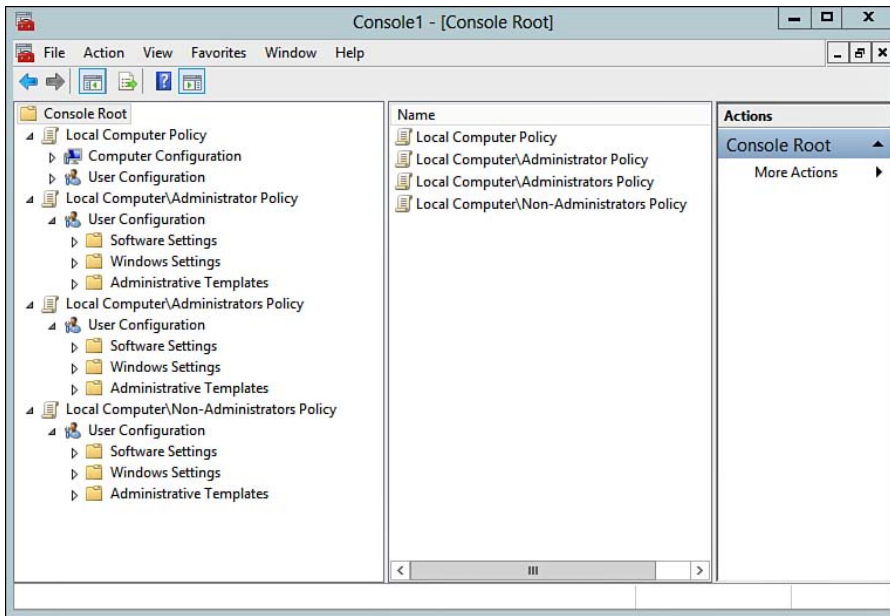 Console1 - [Console Root]
File Action View Favorites Window Help
Console Root
Local Computer Policy
Computer Configuration
User Configuration
Local Computer\Administrator Policy
User Configuration
Software Settings
Windows Settings
Administrative Templates
Local Computer\Administrators Policy
User Configuration
Software Settings
Windows Settings
Administrative Templates
Local Computer\Non-Administrators Policy
User Configuration
Software Settings
Windows Settings
Administrative Templates
Name
Local Computer Policy
Local Computer\Administrator Policy
Local Computer\Administrators Policy
Local Computer\Non-Administrators Policy
Actions
Console Root
More Actions